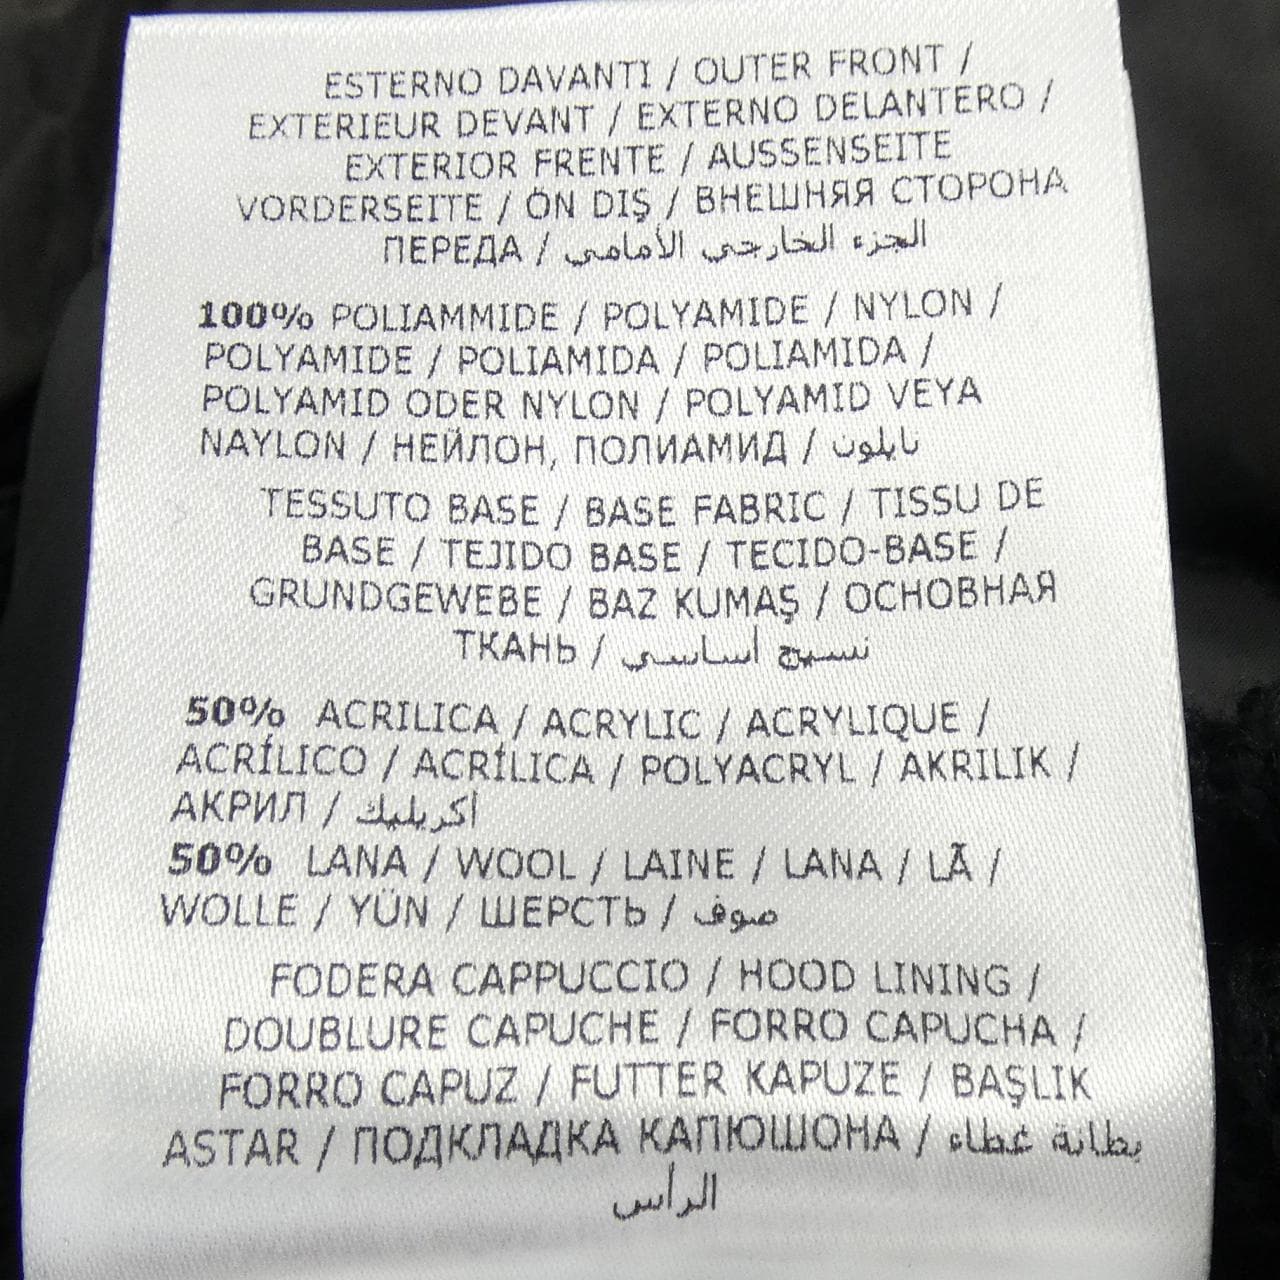 ESTERNO DAVANTI / OUTER FRONT /
EXTERIEUR DEVANT / EXTERNO DELANTERO /
EXTERIOR FRENTE / AUSSENSEITE
VORDERSEITE / ÖN DIŞ / ВНЕШНЯЯ СТОРОНА
ПЕРЕДА / الجزء الخارجي الأمامي
100% POLIAMMIDE / POLYAMIDE / NYLON /
POLYAMIDE / POLIAMIDA / POLIAMIDA /
POLYAMID ODER NYLON / POLYAMID VEYA
NAYLON / НЕЙЛОН, ПОЛИАМИД / نايلون
TESSUTO BASE / BASE FABRIC / TISSU DE
BASE / TEJIDO BASE / TECIDO-BASE /
GRUNDGEWEBE / BAZ KUMAŞ / ОСНОВНАЯ
ТКАНЬ / نسيج أساسي
50% ACRILICA / ACRYLIC / ACRYLIQUE /
ACRÍLICO / ACRÍLICA / POLYACRYL / AKRILIK /
АКРИЛ / أكريليك
50% LANA / WOOL / LAINE / LANA / LÃ /
WOLLE / YÜN / ШЕРСТЬ / صوف
FODERA CAPPUCCIO / HOOD LINING /
DOUBLURE CAPUCHE / FORRO CAPUCHA /
FORRO CAPUZ / FUTTER KAPUZE / BAŞLIK
ASTAR / ПОДКЛАДКА КАПЮШОНА / بطانة غطاء
الرأس